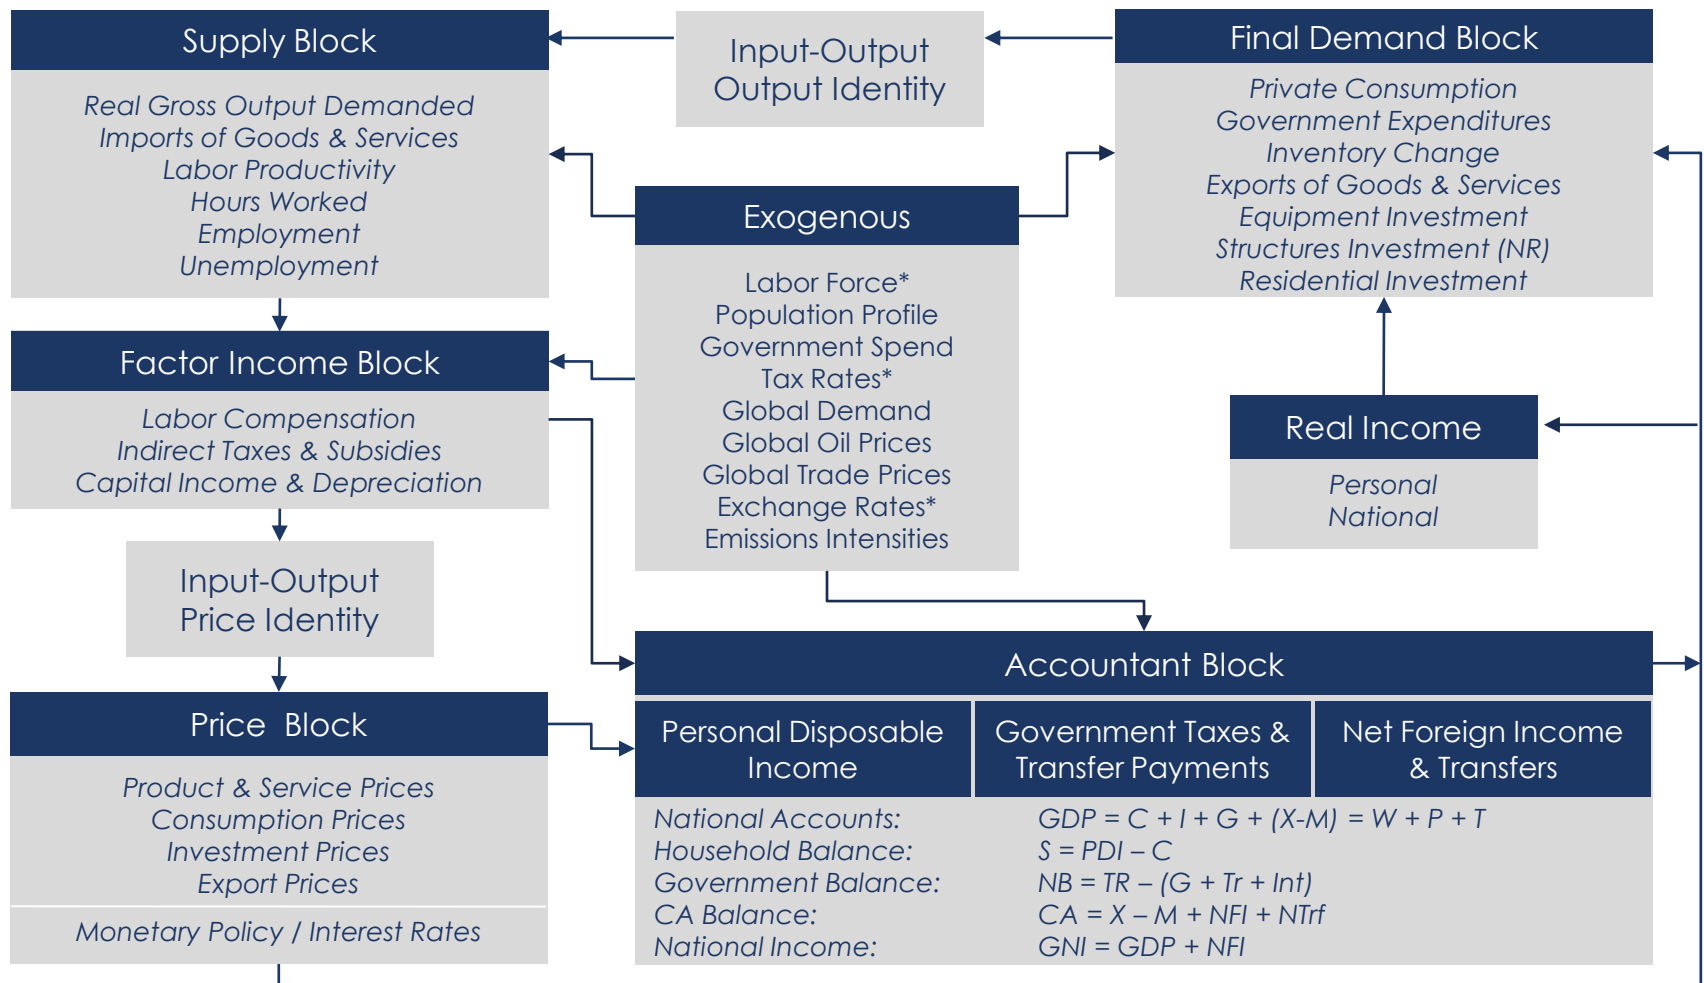 Supply Block
Real Gross Output Demanded
Imports of Goods & Services
Labor Productivity
Hours Worked
Employment
Unemployment
Input-Output
Output Identity
Final Demand Block
Private Consumption
Government Expenditures
Inventory Change
Exports of Goods & Services
Equipment Investment
Structures Investment (NR)
Residential Investment
Exogenous
Labor Force*
Population Profile
Government Spend
Tax Rates*
Global Demand
Global Oil Prices
Global Trade Prices
Exchange Rates*
Emissions Intensities
Factor Income Block
Labor Compensation
Indirect Taxes & Subsidies
Capital Income & Depreciation
Real Income
Personal
National
Input-Output
Price Identity
Price Block
Product & Service Prices
Consumption Prices
Investment Prices
Export Prices
Monetary Policy / Interest Rates
Accountant Block
Personal Disposable
Income
Government Taxes &
Transfer Payments
Net Foreign Income
& Transfers
National Accounts: GDP = C + I + G + (X-M) = W + P + T
Household Balance: S = PDI – C
Government Balance: NB = TR – (G + Tr + Int)
CA Balance: CA = X – M + NFI + NTrf
National Income: GNI = GDP + NFI